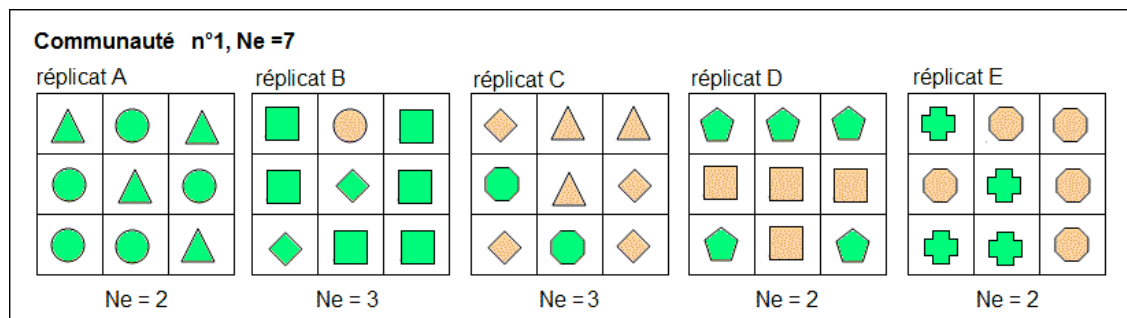 Communauté n°1, Ne =7
réplicat A réplicat B réplicat C réplicat D réplicat E
Ne = 2 Ne = 3 Ne = 3 Ne = 2 Ne = 2